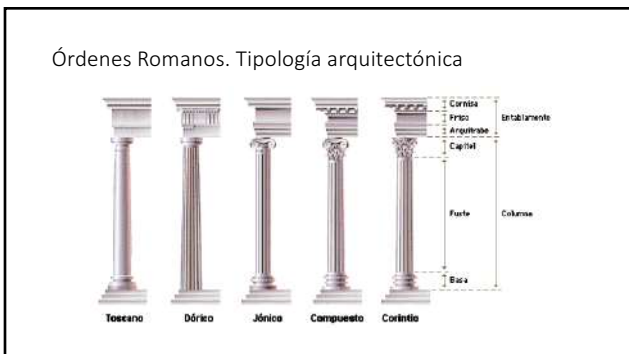 Órdenes Romanos. Tipología arquitectónica
Cornisa
Friso
Entablamento
Arquitrabe
Capitel
Fuste
Columna
Basa
Toscano
Dórico
Jónico
Compuesto
Corintio